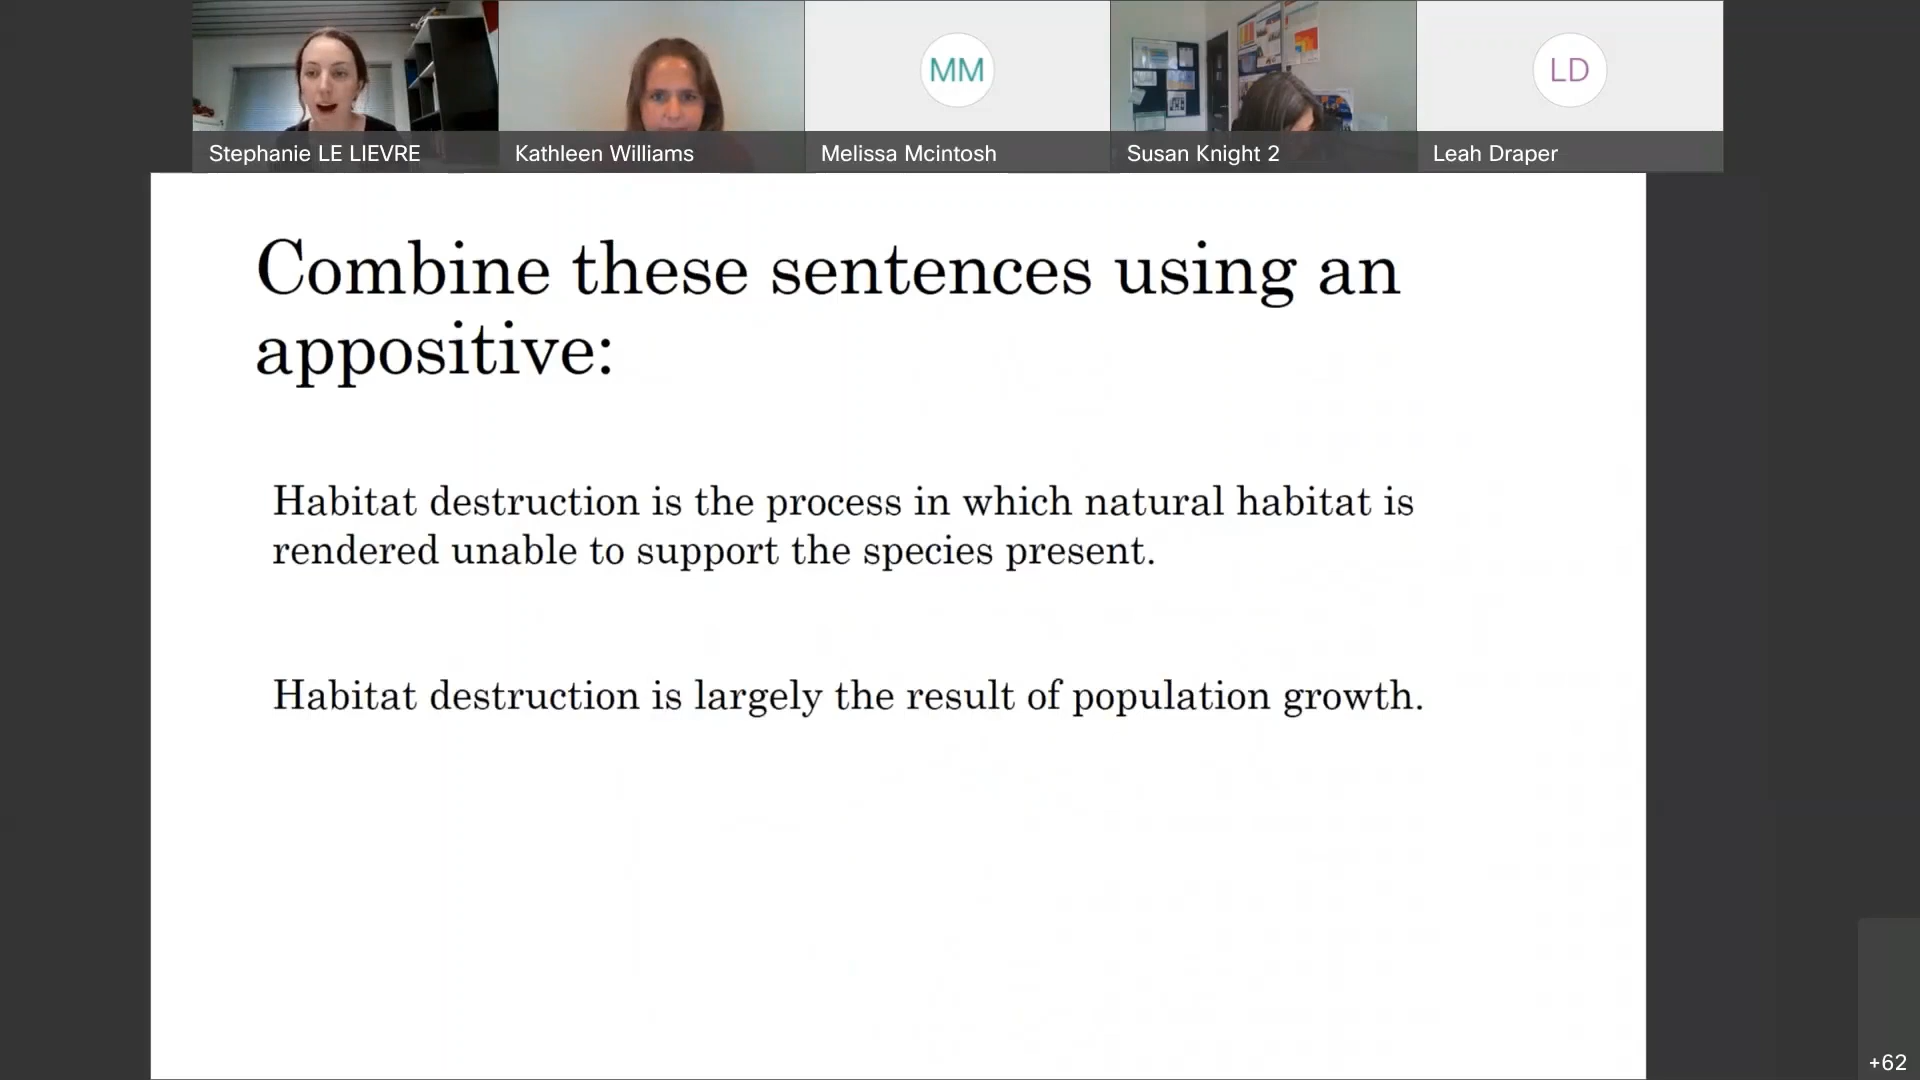 MM
LD
Stephanie LE LIEVRE
Kathleen Williams
Melissa Mcintosh
Susan Knight 2
Leah Draper
Combine these sentences using an
appositive:
Habitat destruction is the process in which natural habitat is
rendered unable to support the species present.
Habitat destruction is largely the result of population growth.
+62